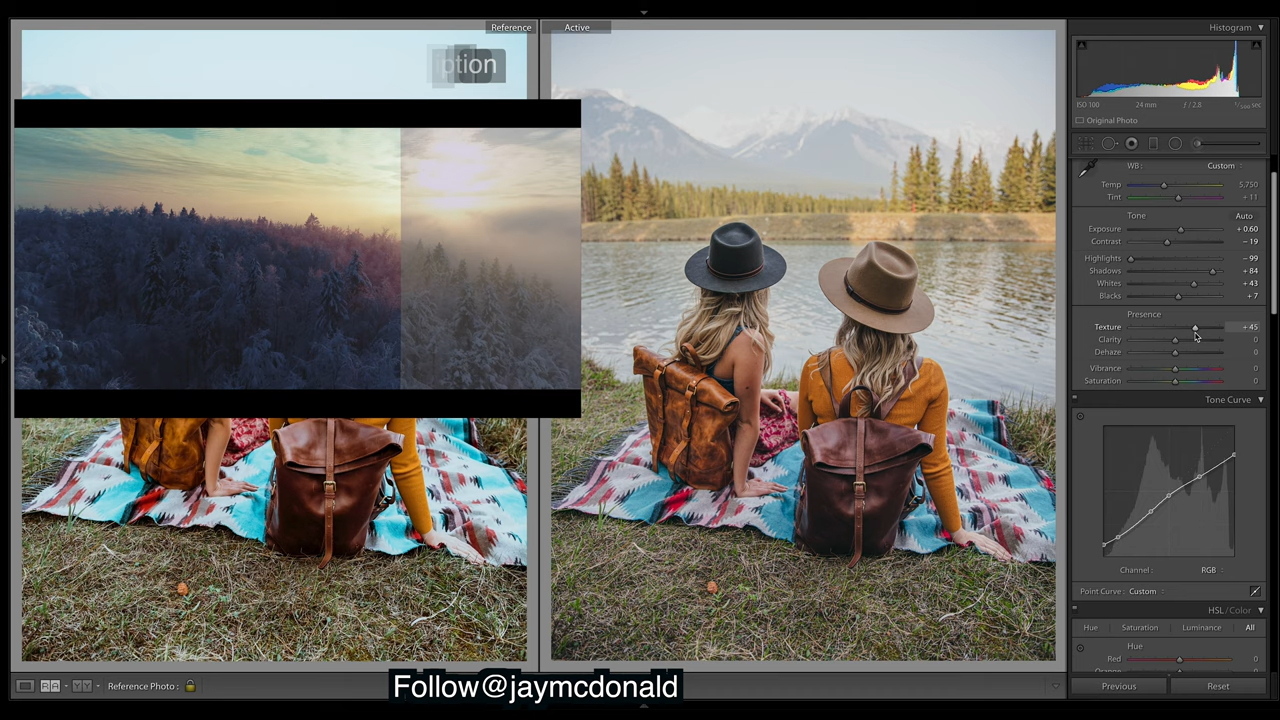 Reference
Active
Histogram
ption
ISO 100 24 mm ƒ / 2.8 1/500 sec
Original Photo
WB: Custom
Temp 5,750
Tint + 11
Tone Auto
Exposure + 0.60
Contrast − 19
Highlights − 99
Shadows + 84
Whites + 43
Blacks + 7
Presence
Texture + 45
Clarity 0
Dehaze 0
Vibrance 0
Saturation 0
Tone Curve
Channel : RGB
Point Curve : Custom
HSL / Color
Hue Saturation Luminance All
Hue
Red 0
Reference Photo :
Previous Reset
Follow@jaymcdonald